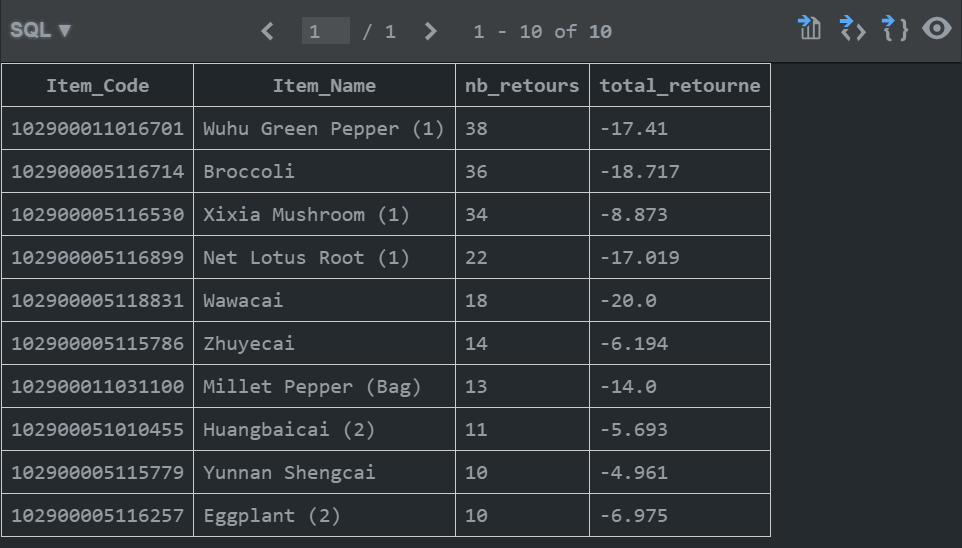 SQL ▼ 1 / 1 1 - 10 of 10
Item_Code Item_Name nb_retours total_retourne
102900011016701 Wuhu Green Pepper (1) 38 -17.41
102900005116714 Broccoli 36 -18.717
102900005116530 Xixia Mushroom (1) 34 -8.873
102900005116899 Net Lotus Root (1) 22 -17.019
102900005118831 Wawacai 18 -20.0
102900005115786 Zhuyecai 14 -6.194
102900011031100 Millet Pepper (Bag) 13 -14.0
102900051010455 Huangbaicai (2) 11 -5.693
102900005115779 Yunnan Shengcai 10 -4.961
102900005116257 Eggplant (2) 10 -6.975